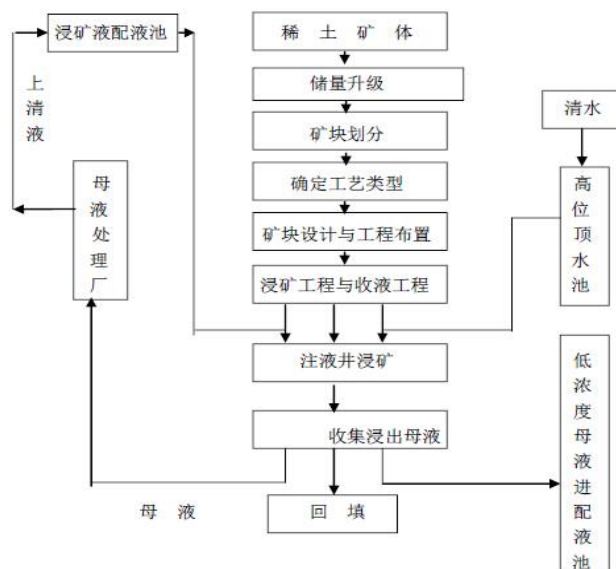 浸矿液配液池
稀土矿体
上清液
储量升级
清水
矿块划分
母液处理厂
确定工艺类型
高位顶水池
矿块设计与工程布置
浸矿工程与收液工程
注液井浸矿
低浓度母液进配液池
收集浸出母液
母液
回填